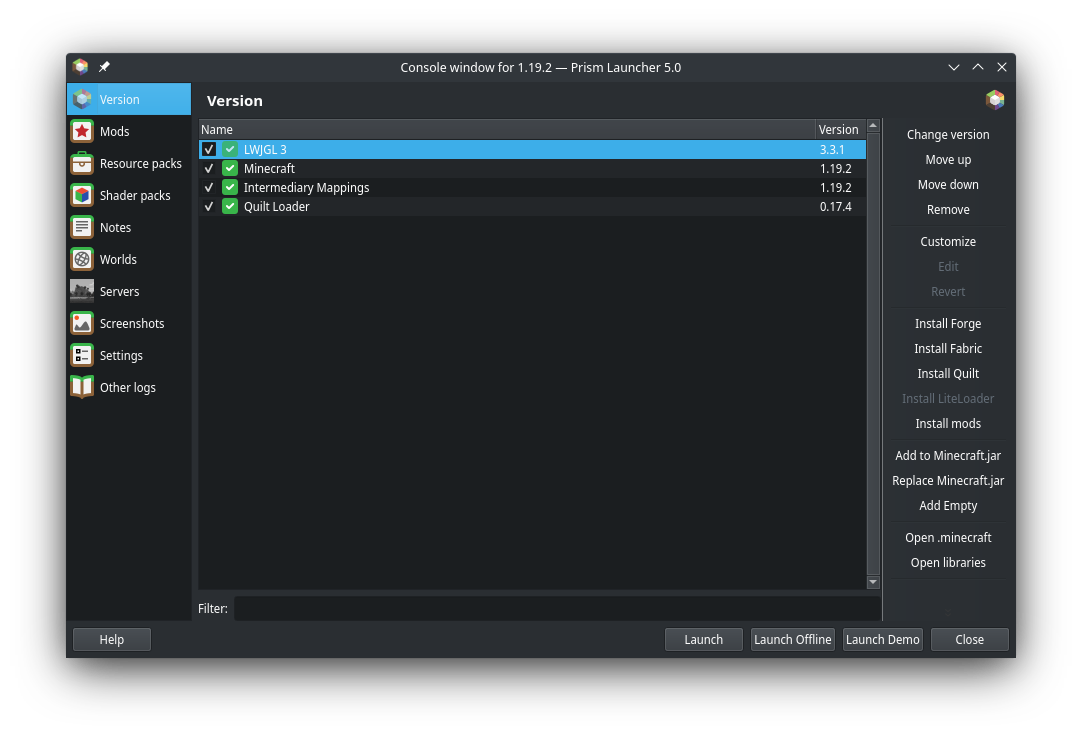 Console window for 1.19.2 — Prism Launcher 5.0
Version
Mods
Resource packs
Shader packs
Notes
Worlds
Servers
Screenshots
Settings
Other logs
Version
Name Version
LWJGL 3 3.3.1
Minecraft 1.19.2
Intermediary Mappings 1.19.2
Quilt Loader 0.17.4
Filter:
Change version
Move up
Move down
Remove
Customize
Edit
Revert
Install Forge
Install Fabric
Install Quilt
Install LiteLoader
Install mods
Add to Minecraft.jar
Replace Minecraft.jar
Add Empty
Open .minecraft
Open libraries
Help Launch Launch Offline Launch Demo Close